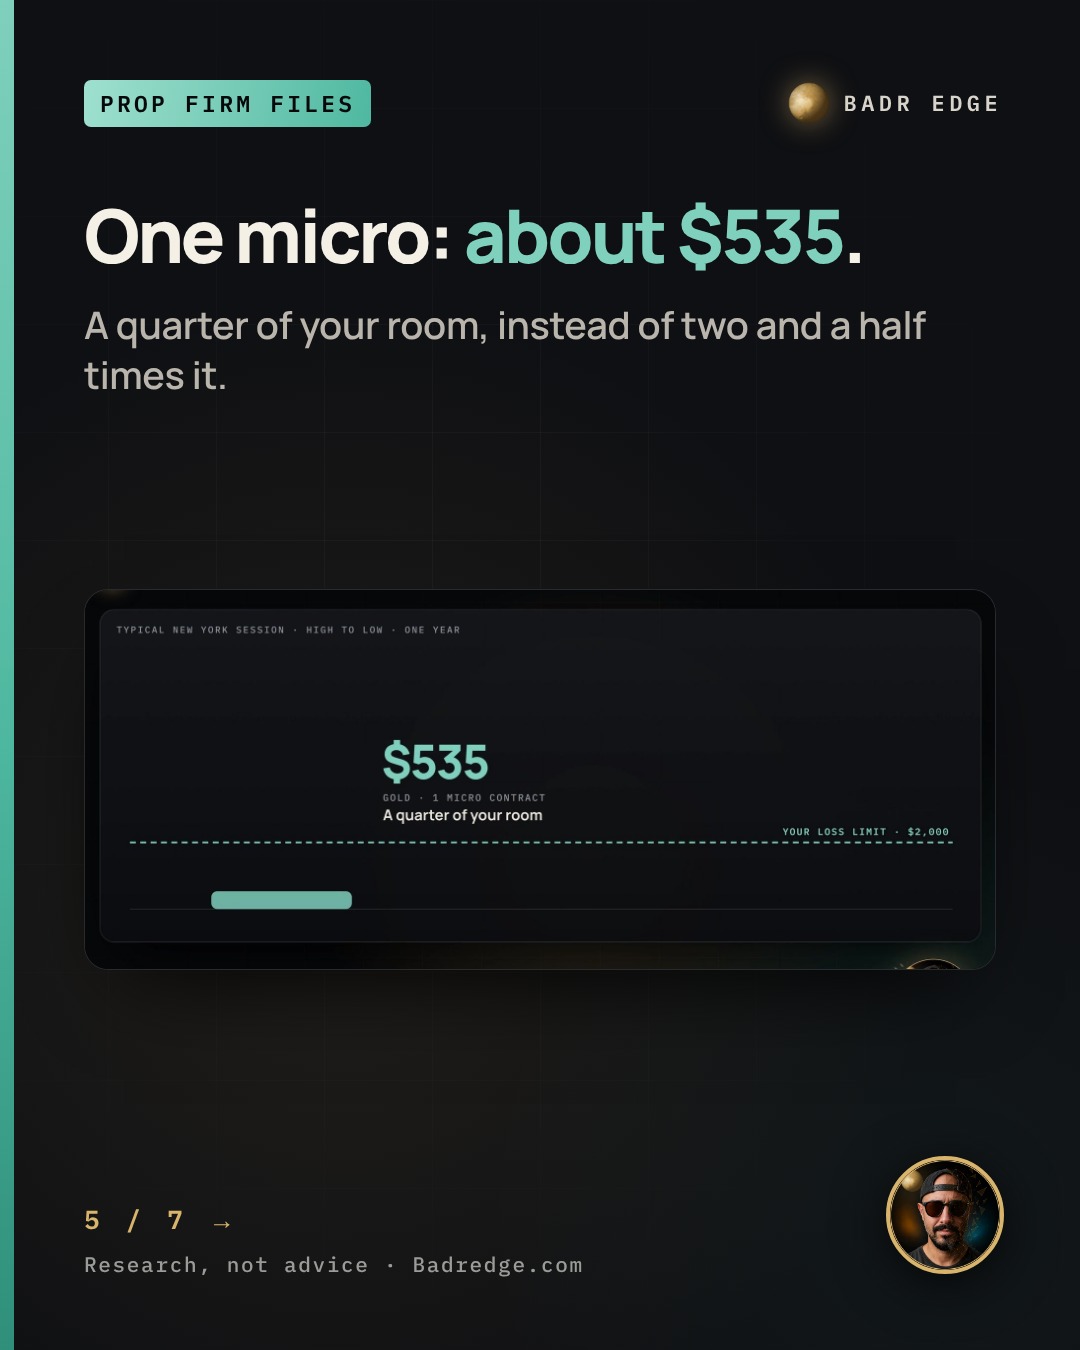 PROP FIRM FILES
BADR EDGE
One micro: about $535.
A quarter of your room, instead of two and a half
times it.
TYPICAL NEW YORK SESSION · HIGH TO LOW · ONE YEAR
$535
GOLD · 1 MICRO CONTRACT
A quarter of your room
YOUR LOSS LIMIT · $2,000
5 / 7 →
Research, not advice · Badredge.com